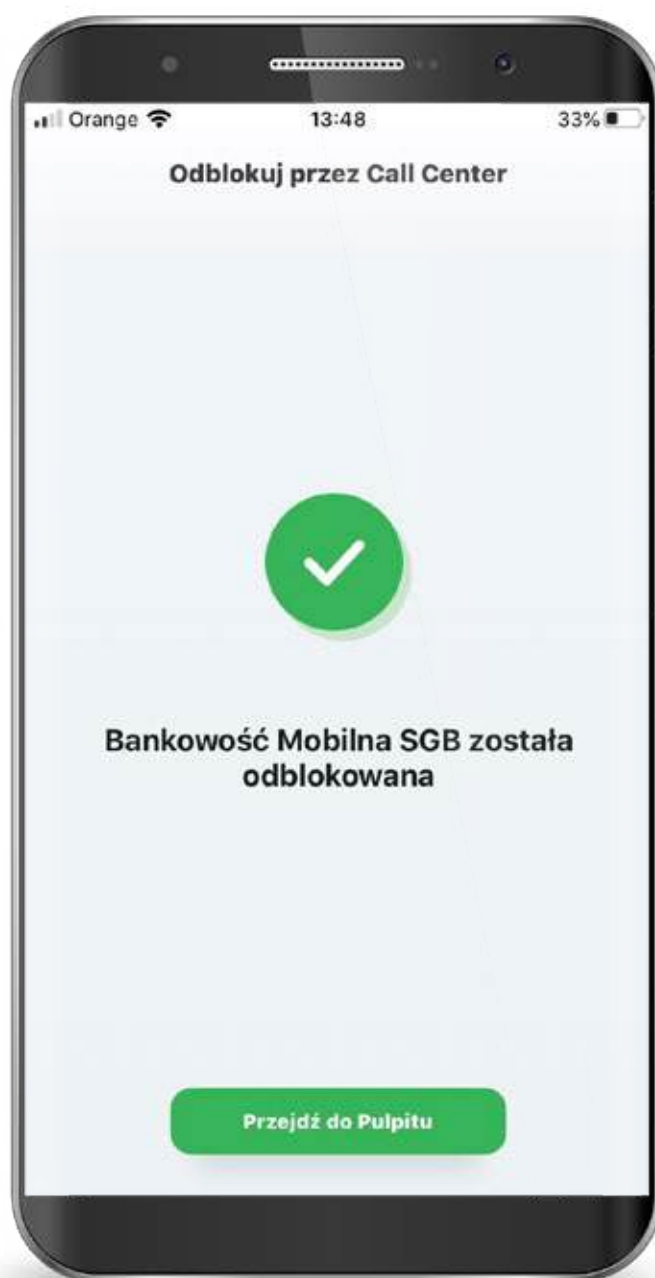 Orange 13:48 33%
Odblokuj przez Call Center
Bankowość Mobilna SGB została
odblokowana
Przejdź do Pulpitu